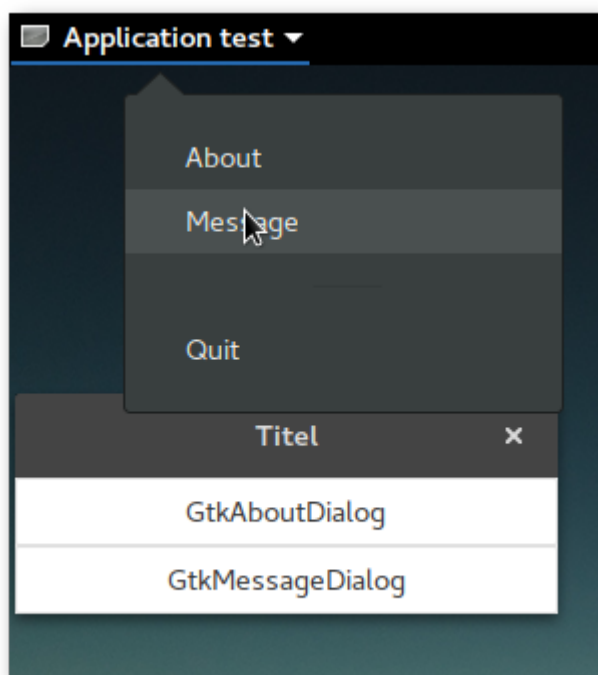 Application test
About
Message
Quit
Titel
GtkAboutDialog
GtkMessageDialog